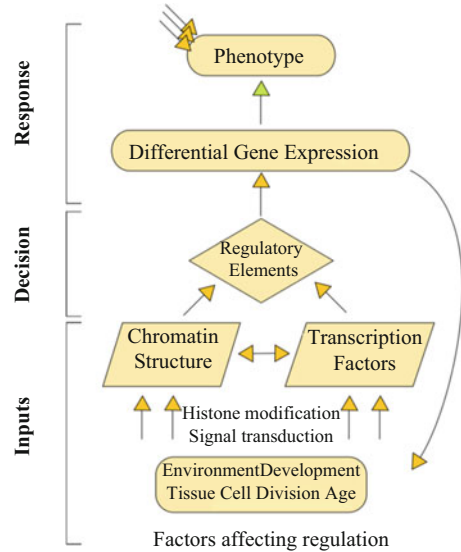 Response
Phenotype
Differential Gene Expression
Decision
Regulatory
Elements
Inputs
Chromatin
Structure
Transcription
Factors
Histone modification
Signal transduction
EnvironmentDevelopment
Tissue Cell Division Age
Factors affecting regulation